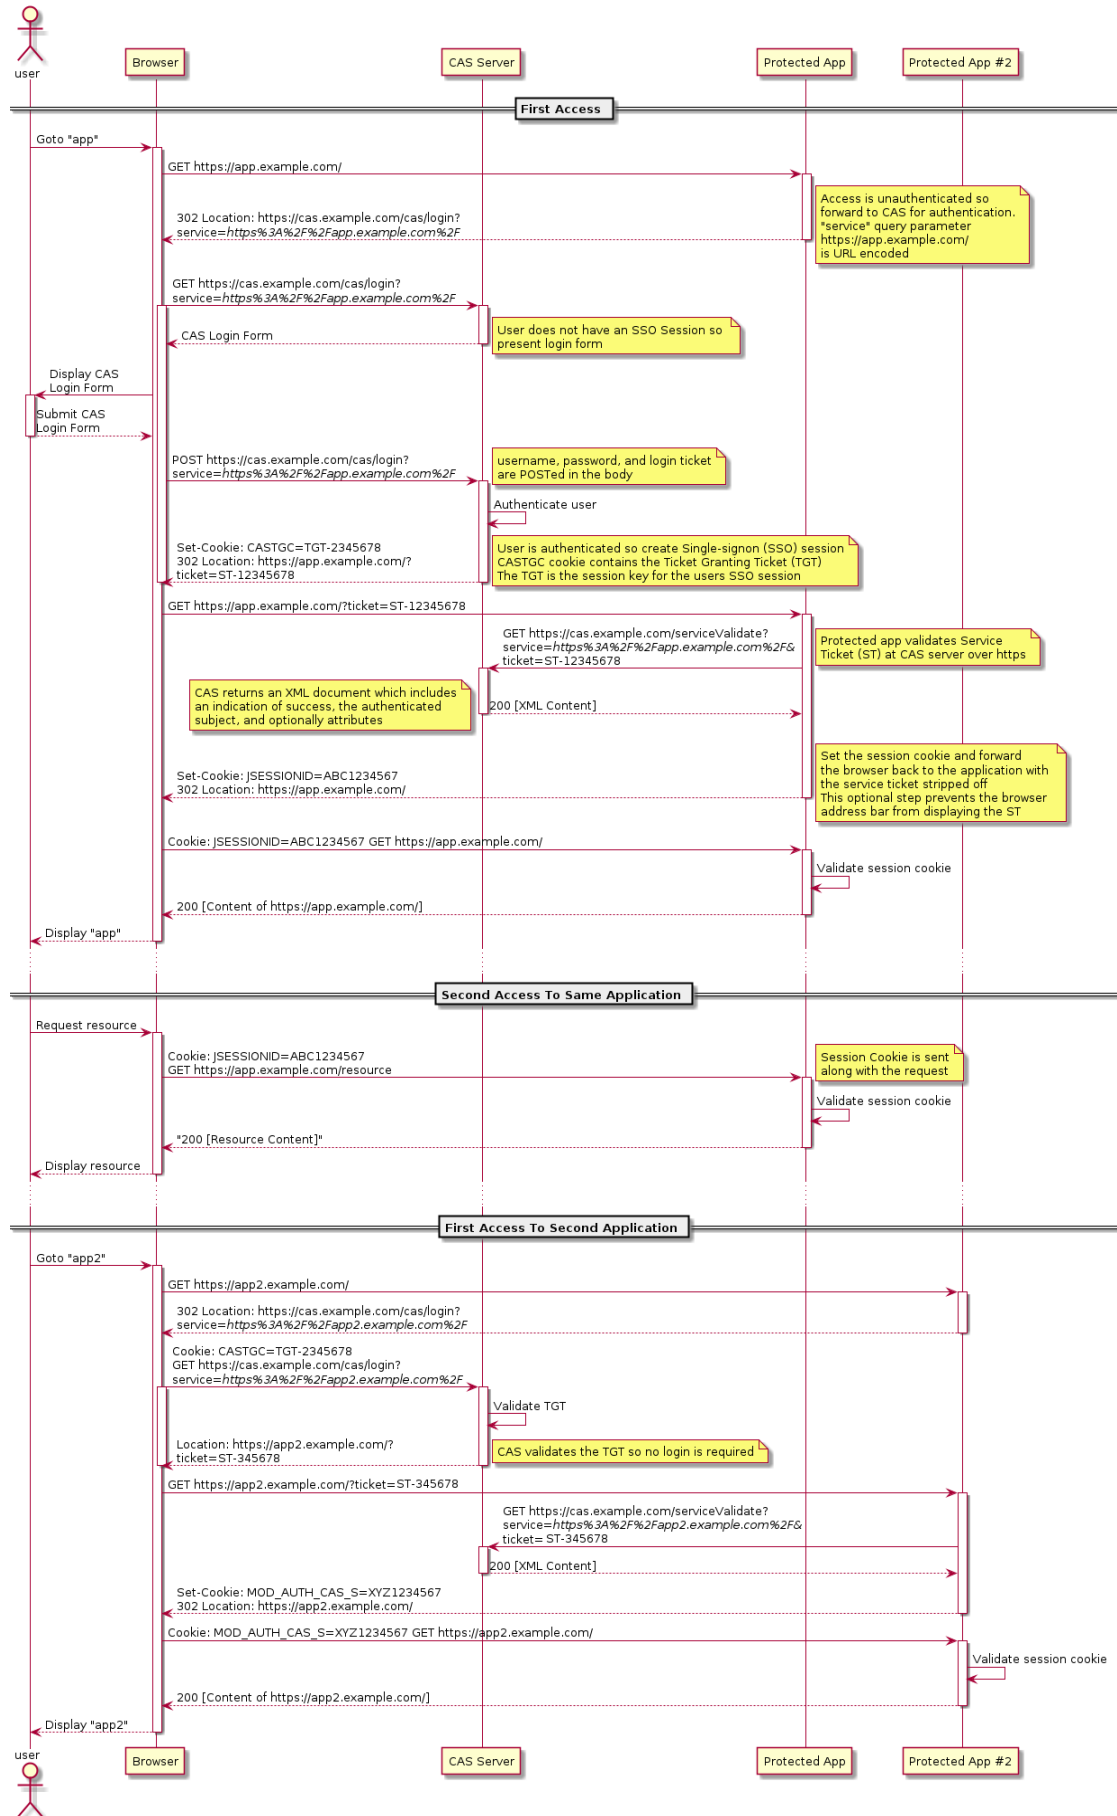 user
Browser
CAS Server
Protected App
Protected App #2
First Access
Goto "app"
GET https://app.example.com/
Access is unauthenticated so
forward to CAS for authentication.
"service" query parameter
https://app.example.com/
is URL encoded
302 Location: https://cas.example.com/cas/login?
service=https%3A%2F%2Fapp.example.com%2F
GET https://cas.example.com/cas/login?
service=https%3A%2F%2Fapp.example.com%2F
User does not have an SSO Session so
present login form
CAS Login Form
Display CAS
Login Form
Submit CAS
Login Form
POST https://cas.example.com/cas/login?
service=https%3A%2F%2Fapp.example.com%2F
username, password, and login ticket
are POSTed in the body
Authenticate user
Set-Cookie: CASTGC=TGT-2345678
302 Location: https://app.example.com/?
ticket=ST-12345678
User is authenticated so create Single-signon (SSO) session
CASTGC cookie contains the Ticket Granting Ticket (TGT)
The TGT is the session key for the users SSO session
GET https://app.example.com/?ticket=ST-12345678
GET https://cas.example.com/serviceValidate?
service=https%3A%2F%2Fapp.example.com%2F&
ticket=ST-12345678
Protected app validates Service
Ticket (ST) at CAS server over https
CAS returns an XML document which includes
an indication of success, the authenticated
subject, and optionally attributes
200 [XML Content]
Set the session cookie and forward
the browser back to the application with
the service ticket stripped off
This optional step prevents the browser
address bar from displaying the ST
Set-Cookie: JSESSIONID=ABC1234567
302 Location: https://app.example.com/
Cookie: JSESSIONID=ABC1234567 GET https://app.example.com/
Validate session cookie
200 [Content of https://app.example.com/]
Display "app"
Second Access To Same Application
Request resource
Cookie: JSESSIONID=ABC1234567
GET https://app.example.com/resource
Session Cookie is sent
along with the request
Validate session cookie
"200 [Resource Content]"
Display resource
First Access To Second Application
Goto "app2"
GET https://app2.example.com/
302 Location: https://cas.example.com/cas/login?
service=https%3A%2F%2Fapp2.example.com%2F
Cookie: CASTGC=TGT-2345678
GET https://cas.example.com/cas/login?
service=https%3A%2F%2Fapp2.example.com%2F
Validate TGT
Location: https://app2.example.com/?
ticket=ST-345678
CAS validates the TGT so no login is required
GET https://app2.example.com/?ticket=ST-345678
GET https://cas.example.com/serviceValidate?
service=https%3A%2F%2Fapp2.example.com%2F&
ticket= ST-345678
200 [XML Content]
Set-Cookie: MOD_AUTH_CAS_S=XYZ1234567
302 Location: https://app2.example.com/
Cookie: MOD_AUTH_CAS_S=XYZ1234567 GET https://app2.example.com/
Validate session cookie
200 [Content of https://app2.example.com/]
Display "app2"
user
Browser
CAS Server
Protected App
Protected App #2